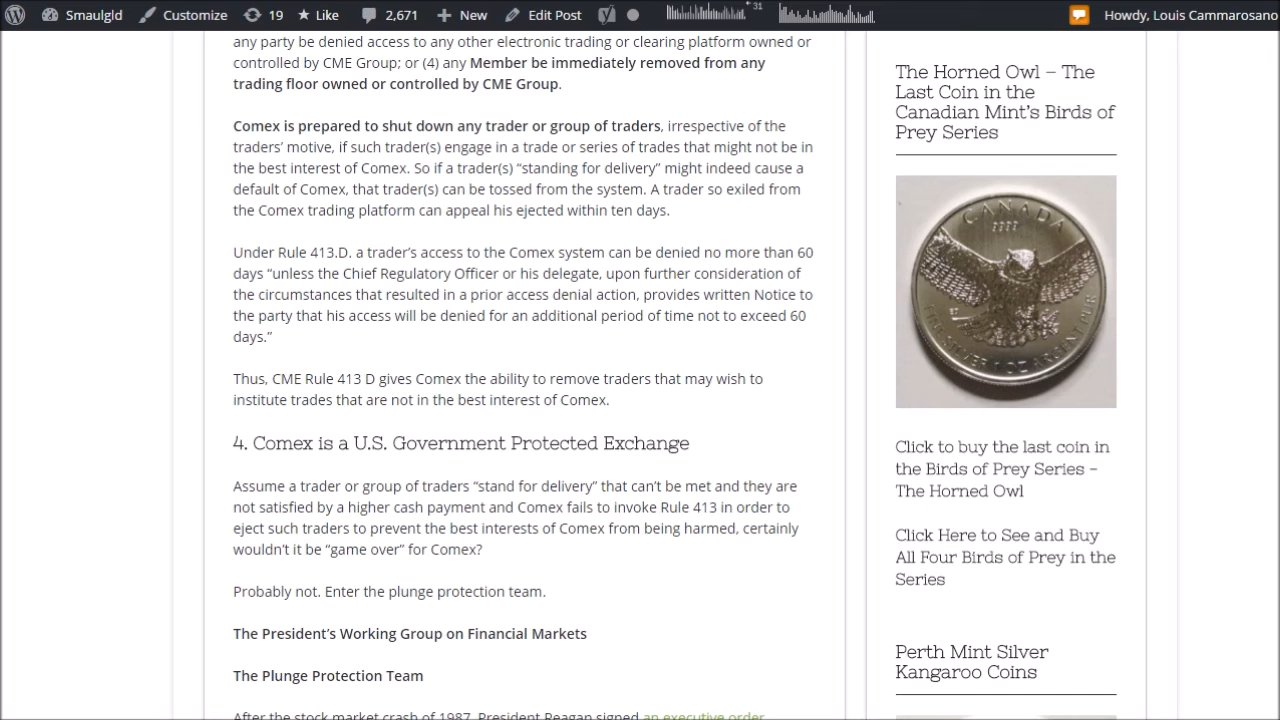 Smaulgld Customize 19 Like 2,671 New Edit Post 31 Howdy, Louis Cammarosano
any party be denied access to any other electronic trading or clearing platform owned or
controlled by CME Group; or (4) any Member be immediately removed from any
trading floor owned or controlled by CME Group.
Comex is prepared to shut down any trader or group of traders, irrespective of the
traders’ motive, if such trader(s) engage in a trade or series of trades that might not be in
the best interest of Comex. So if a trader(s) “standing for delivery” might indeed cause a
default of Comex, that trader(s) can be tossed from the system. A trader so exiled from
the Comex trading platform can appeal his ejected within ten days.
Under Rule 413.D. a trader’s access to the Comex system can be denied no more than 60
days “unless the Chief Regulatory Officer or his delegate, upon further consideration of
the circumstances that resulted in a prior access denial action, provides written Notice to
the party that his access will be denied for an additional period of time not to exceed 60
days.”
Thus, CME Rule 413 D gives Comex the ability to remove traders that may wish to
institute trades that are not in the best interest of Comex.
4. Comex is a U.S. Government Protected Exchange
Assume a trader or group of traders “stand for delivery” that can’t be met and they are
not satisfied by a higher cash payment and Comex fails to invoke Rule 413 in order to
eject such traders to prevent the best interests of Comex from being harmed, certainly
wouldn’t it be “game over” for Comex?
Probably not. Enter the plunge protection team.
The President’s Working Group on Financial Markets
The Plunge Protection Team
After the stock market crash of 1987, President Reagan signed an executive order
The Horned Owl – The
Last Coin in the
Canadian Mint’s Birds of
Prey Series
CANADA
9999
Click to buy the last coin in
the Birds of Prey Series –
The Horned Owl
Click Here to See and Buy
All Four Birds of Prey in the
Series
Perth Mint Silver
Kangaroo Coins